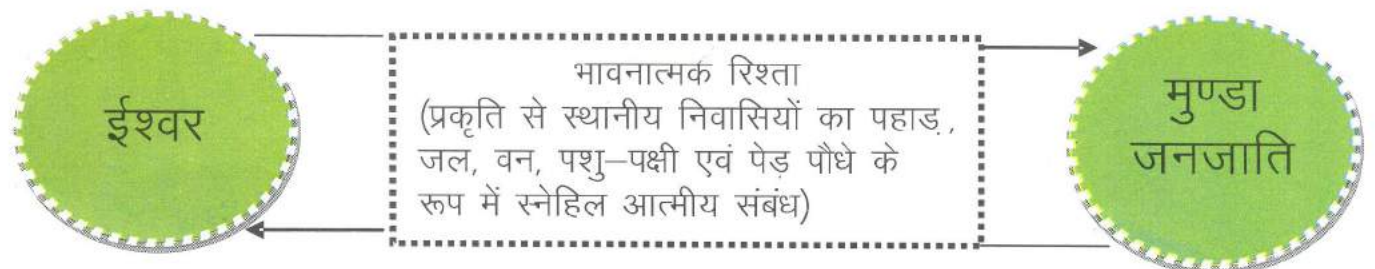 ईश्वर
भावनात्मक रिश्ता
(प्रकृति से स्थानीय निवासियों का पहाड़,
जल, वन, पशु–पक्षी एवं पेड़ पौधे के
रूप में स्नेहिल आत्मीय संबंध)
मुण्डा
जनजाति